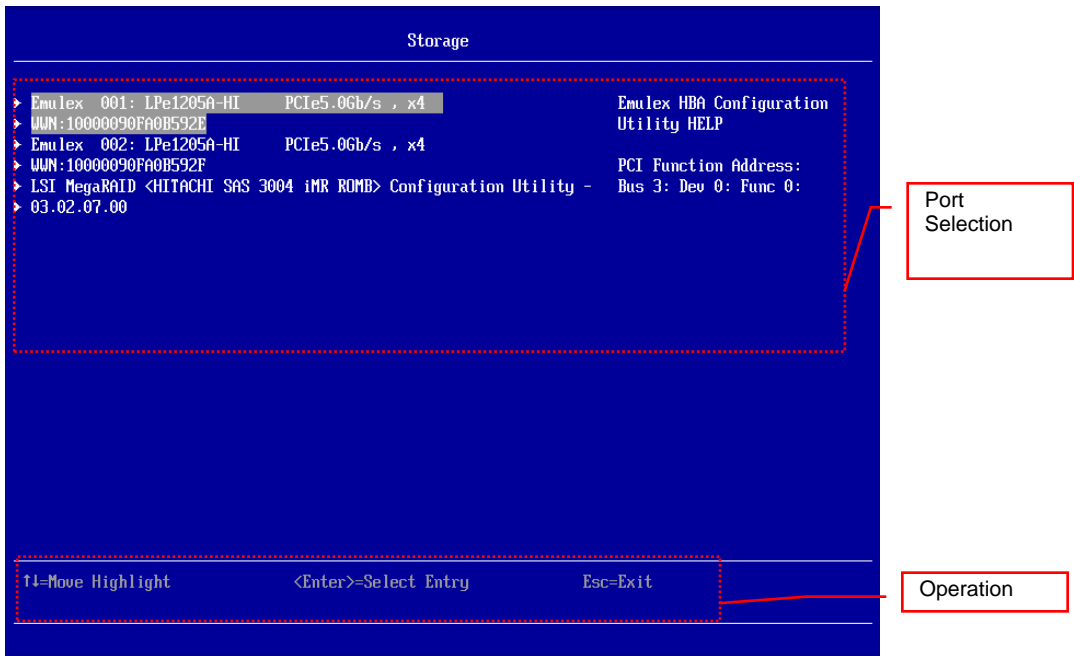 Storage
Emulex  001: LPe1205A-HI     PCIe5.0Gb/s , x4
WWN:10000090FA0B592E
Emulex  002: LPe1205A-HI     PCIe5.0Gb/s , x4
WWN:10000090FA0B592F
LSI MegaRAID <HITACHI SAS 3004 iMR ROMB> Configuration Utility -
03.02.07.00
Emulex HBA Configuration
Utility HELP
PCI Function Address:
Bus 3: Dev 0: Func 0:
Port
Selection
↑↓=Move Highlight     <Enter>=Select Entry     Esc=Exit
Operation